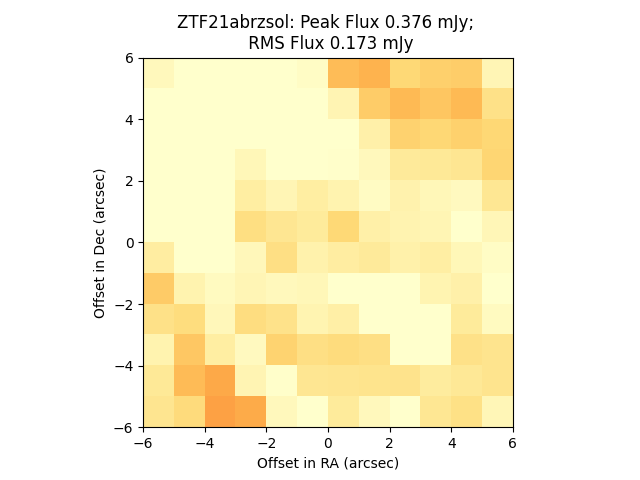 ZTF21abrzsol: Peak Flux 0.376 mJy;
RMS Flux 0.173 mJy
6
4
2
0
−2
−4
−6
Offset in Dec (arcsec)
−6 −4 −2 0 2 4 6
Offset in RA (arcsec)